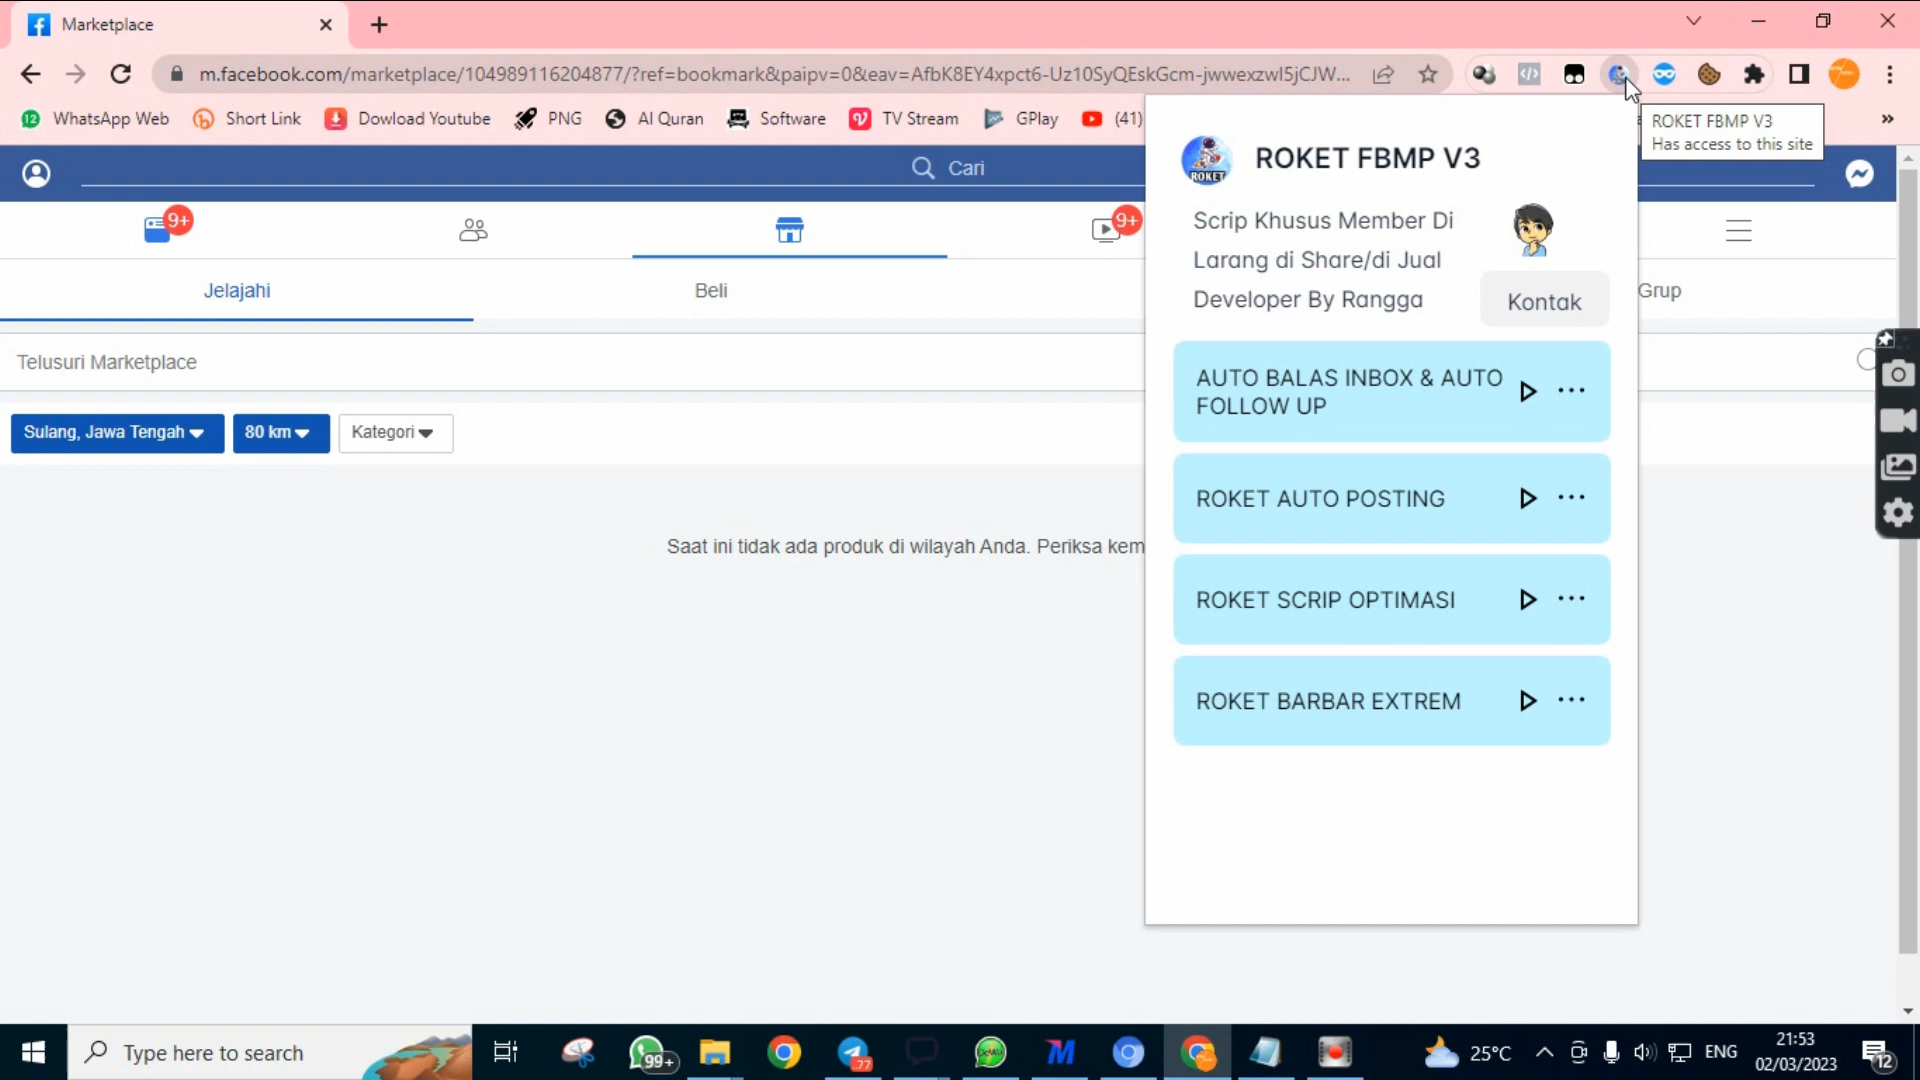 Marketplace
m.facebook.com/marketplace/104989116204877/?ref=bookmark&paipv=0&eav=AfbK8EY4xpct6-Uz10SyQEskGcm-jwwexzwI5jCJW...
12 WhatsApp Web Short Link Dowload Youtube PNG Al Quran Software TV Stream GPlay (41) »
ROKET FBMP V3
Has access to this site
Cari
9+ 9+
Jelajahi Beli Grup
Telusuri Marketplace
Sulang, Jawa Tengah 80 km Kategori
Saat ini tidak ada produk di wilayah Anda. Periksa kem
ROKET
ROKET FBMP V3
Scrip Khusus Member Di
Larang di Share/di Jual
Developer By Rangga
Kontak
AUTO BALAS INBOX & AUTO
FOLLOW UP
ROKET AUTO POSTING
ROKET SCRIP OPTIMASI
ROKET BARBAR EXTREM
Type here to search
99+
77
25°C
ENG
21:53
02/03/2023
12